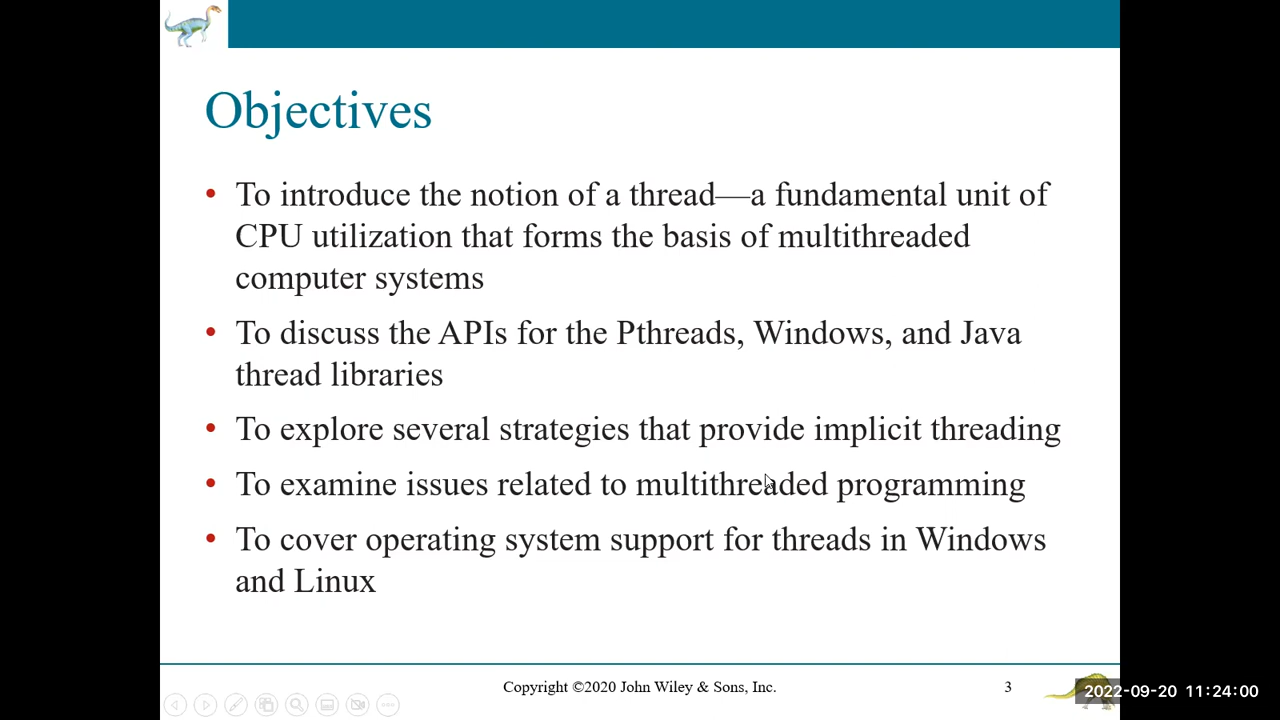 Objectives
• To introduce the notion of a thread—a fundamental unit of
CPU utilization that forms the basis of multithreaded
computer systems
• To discuss the APIs for the Pthreads, Windows, and Java
thread libraries
• To explore several strategies that provide implicit threading
• To examine issues related to multithreaded programming
• To cover operating system support for threads in Windows
and Linux
Copyright ©2020 John Wiley & Sons, Inc.
3
2022-09-20 11:24:00